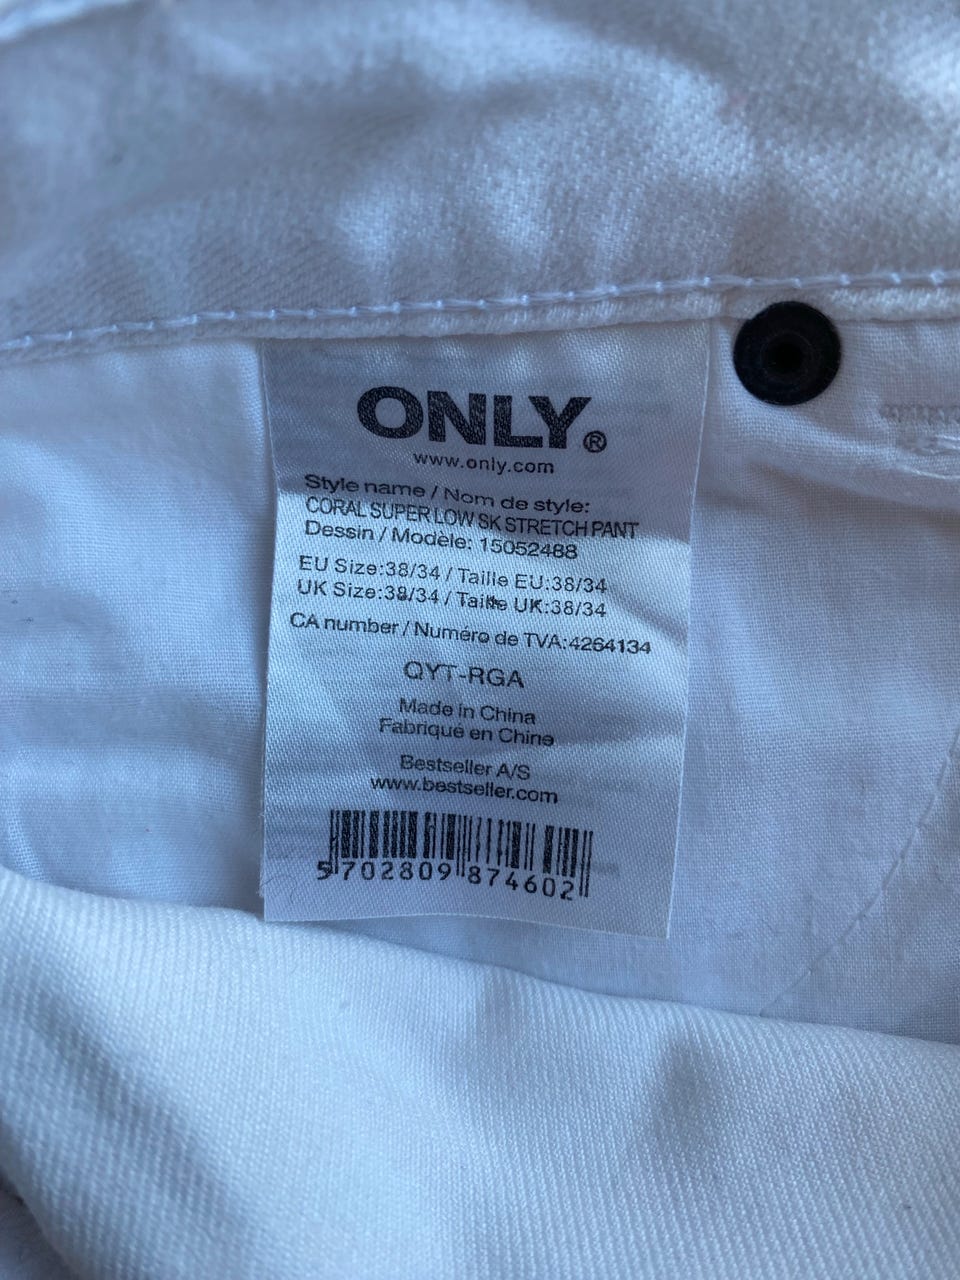 ONLY®
www.only.com
Style name / Nom de style:
CORAL SUPER LOW SK STRETCH PANT
Dessin / Modèle: 15052488
EU Size:38/34 / Taille EU:38/34
UK Size:38/34 / Taille UK:38/34
CA number / Numéro de TVA:4264134
QYT-RGA
Made in China
Fabriqué en Chine
Bestseller A/S
www.bestseller.com
5702809874602